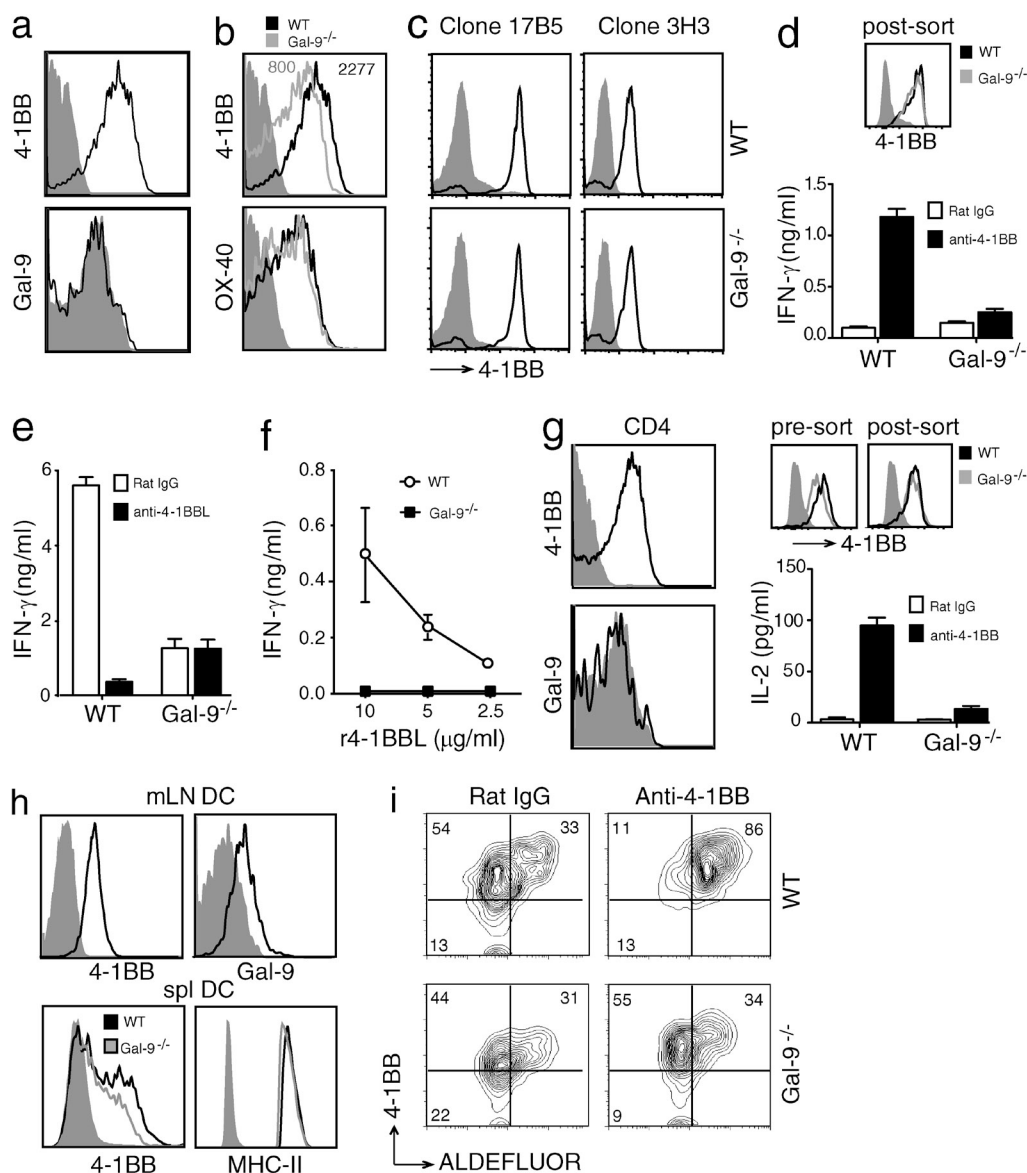 a
4-1BB
Gal-9
b
WT
Gal-9-/-
800
2277
4-1BB
OX-40
c
Clone 17B5
Clone 3H3
WT
Gal-9 -/-
4-1BB
d
post-sort
WT
Gal-9-/-
4-1BB
IFN-γ (ng/ml)
1.5
1.2
0.9
0.6
0.3
0.0
Rat IgG
anti-4-1BB
WT
Gal-9-/-
e
IFN-γ (ng/ml)
6
4
2
0
Rat IgG
anti-4-1BBL
WT
Gal-9-/-
f
IFN-γ (ng/ml)
0.8
0.6
0.4
0.2
0.0
WT
Gal-9-/-
10
5
2.5
r4-1BBL (μg/ml)
g
CD4
4-1BB
Gal-9
pre-sort
post-sort
WT
Gal-9-/-
4-1BB
IL-2 (pg/ml)
150
100
50
0
Rat IgG
anti-4-1BB
WT
Gal-9-/-
h
mLN DC
4-1BB
Gal-9
spl DC
WT
Gal-9-/-
4-1BB
MHC-II
i
Rat IgG
Anti-4-1BB
54
33
13
11
86
13
WT
44
31
22
55
34
9
Gal-9 -/-
4-1BB
ALDEFLUOR